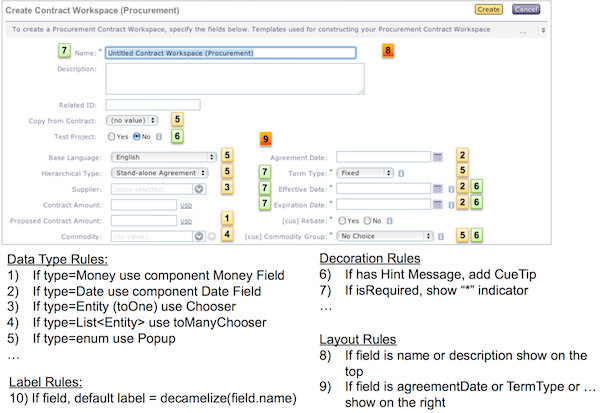 Create Contract Workspace (Procurement) Create Cancel
To create a Procurement Contract Workspace, specify the fields below. Templates used for constructing your Procurement Contract Workspace ...
7 Name: * Untitled Contract Workspace (Procurement) 8
Description:
Related ID:
Copy from Contract: (no value) 5
Test Project: Yes No i 6
9
Base Language: English 5 Agreement Date: 2
Hierarchical Type: Stand-alone Agreement 5 7 Term Type: * Fixed i 5
Supplier: (none selected) 3 7 Effective Date: * i 2 6
Contract Amount: USD 7 Expiration Date: * i 2 6
Proposed Contract Amount: USD 1 [cus] Rebate: * Yes No i
Commodity: (no value) 4 [cus] Commodity Group: * No Choice i 5 6
Data Type Rules:
1) If type=Money use component Money Field
2) If type=Date use component Date Field
3) If type=Entity (toOne) use Chooser
4) If type=List<Entity> use toManyChooser
5) If type=enum use Popup
…
Label Rules:
10) If field, default label = decamelize(field.name)
Decoration Rules
6) If has Hint Message, add CueTip
7) If isRequired, show “*” indicator
…
Layout Rules
8) If field is name or description show on the
top
9) If field is agreementDate or TermType or …
show on the right